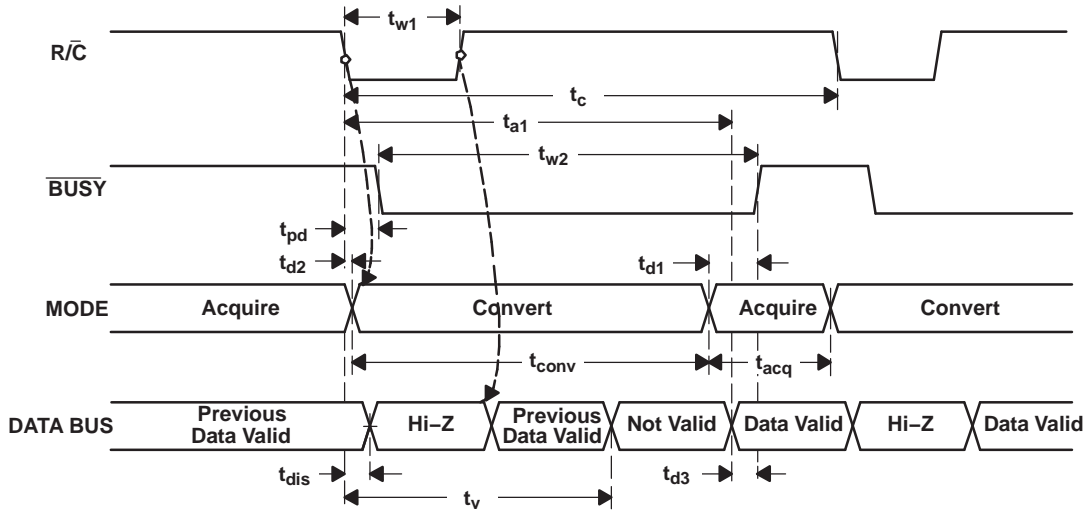 t_w1
R/C̅
t_c
t_a1
t_w2
B̅U̅S̅Y̅
t_pd
t_d2
t_d1
MODE
Acquire
Convert
Acquire
Convert
t_conv
t_acq
DATA BUS
Previous
Data Valid
Hi–Z
Previous
Data Valid
Not Valid
Data Valid
Hi–Z
Data Valid
t_dis
t_d3
t_v